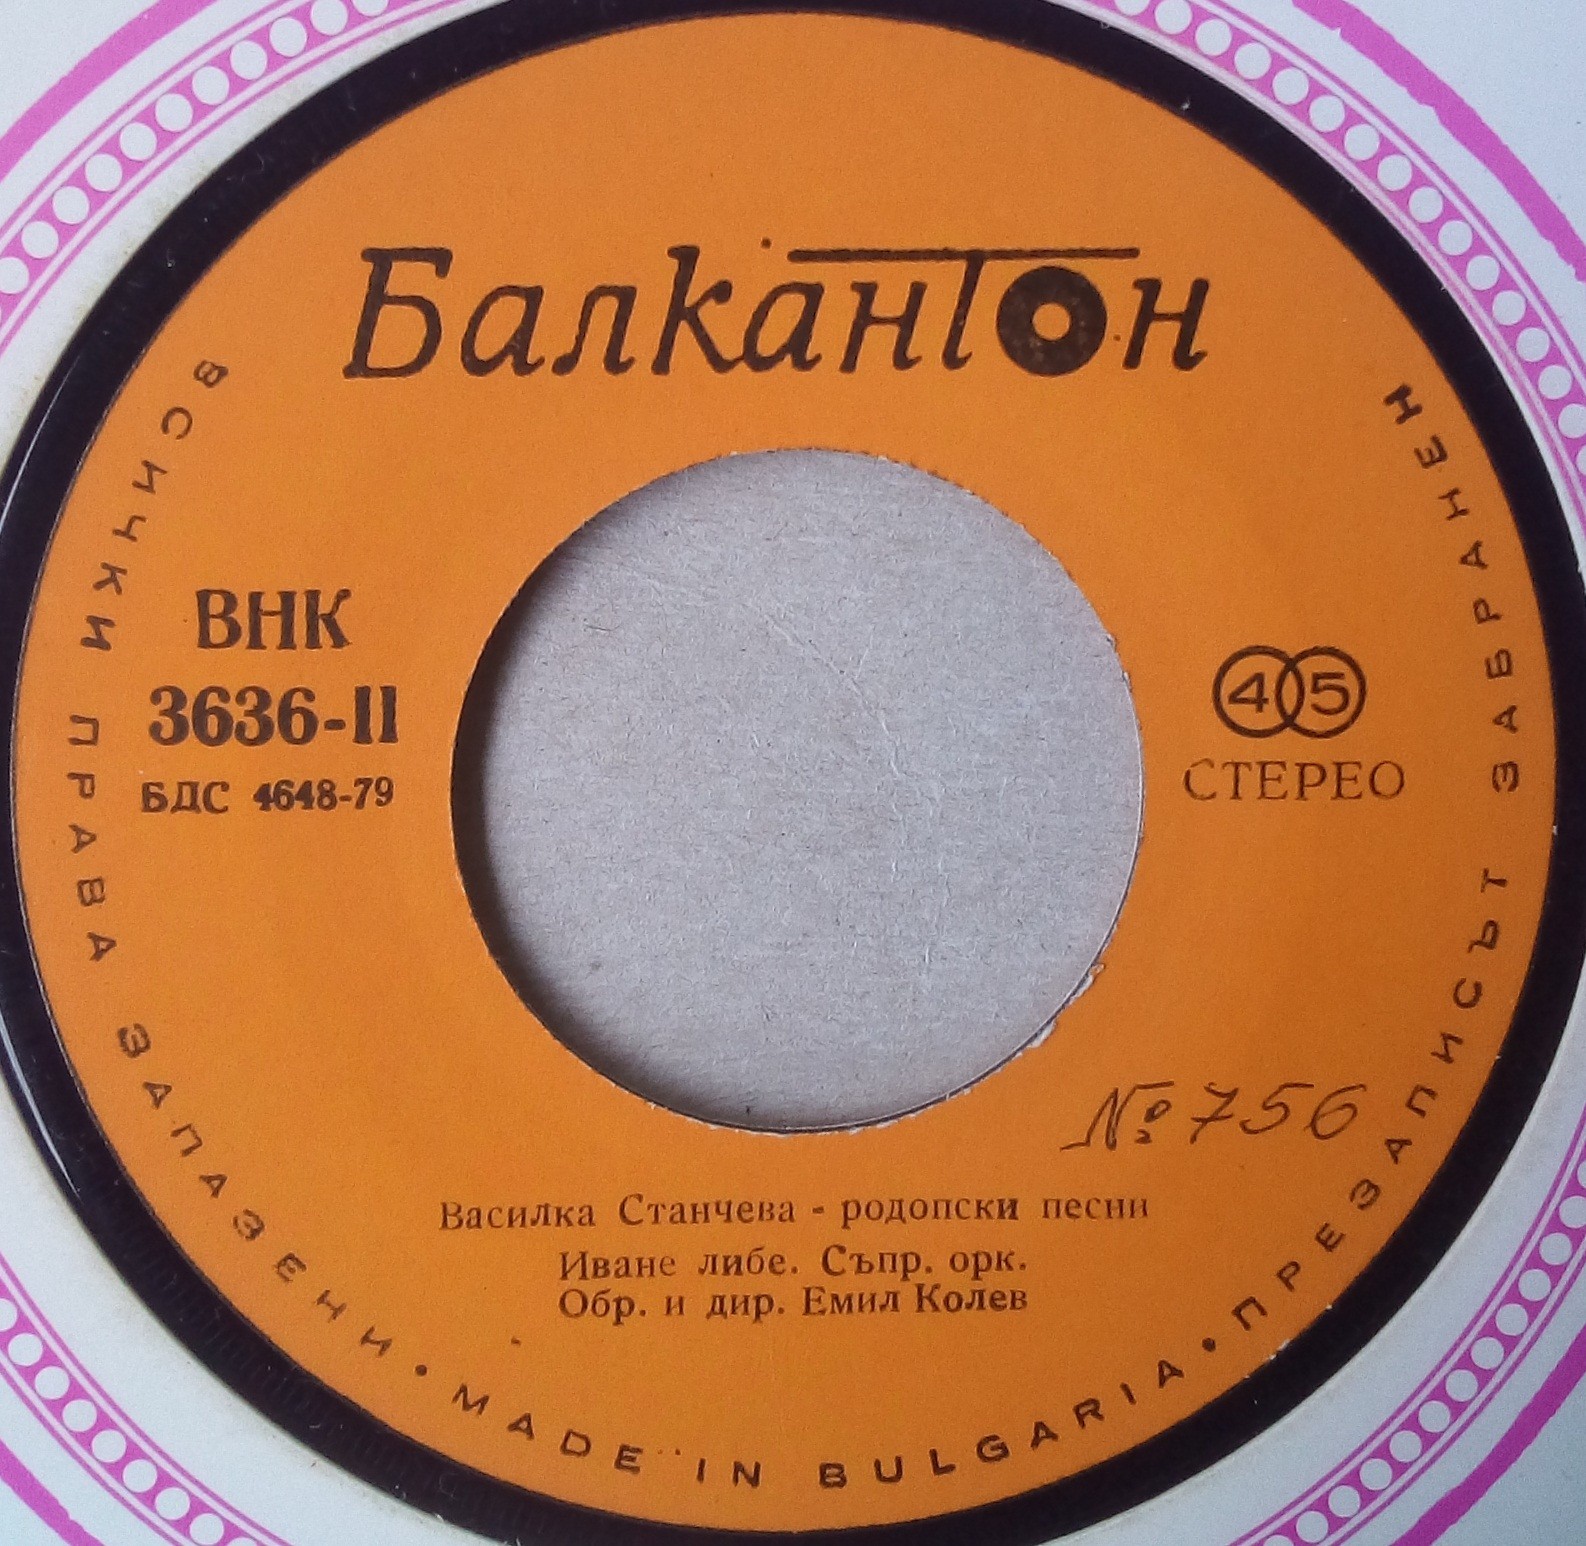 Балкантон
ВНК
3636-II
БДС 4648-79
45
СТЕРЕО
№ 756
Василка Станчева - родопски песни
Иване либе. Съпр. орк.
Обр. и дир. Емил Колев
ВСИЧКИ ПРАВА ЗАПАЗЕНИ • MADE IN BULGARIA • ПРЕЗАПИСЪТ ЗАБРАНЕН